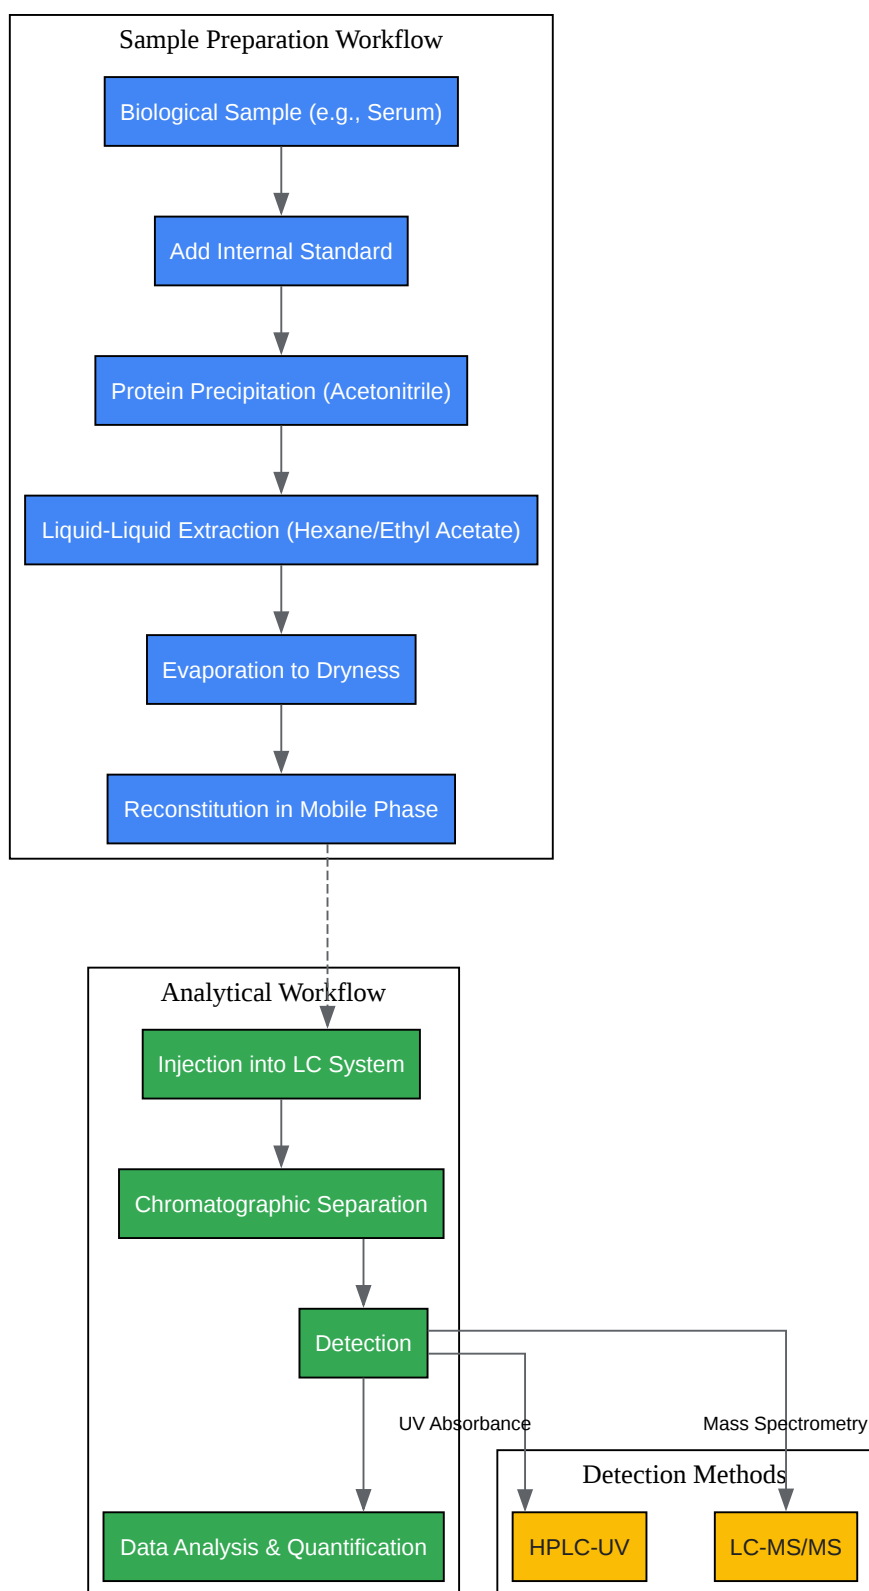 Sample Preparation Workflow
Biological Sample (e.g., Serum)
Add Internal Standard
Protein Precipitation (Acetonitrile)
Liquid-Liquid Extraction (Hexane/Ethyl Acetate)
Evaporation to Dryness
Reconstitution in Mobile Phase
Analytical Workflow
Injection into LC System
Chromatographic Separation
Detection
UV Absorbance
Mass Spectrometry
Detection Methods
Data Analysis & Quantification
HPLC-UV
LC-MS/MS